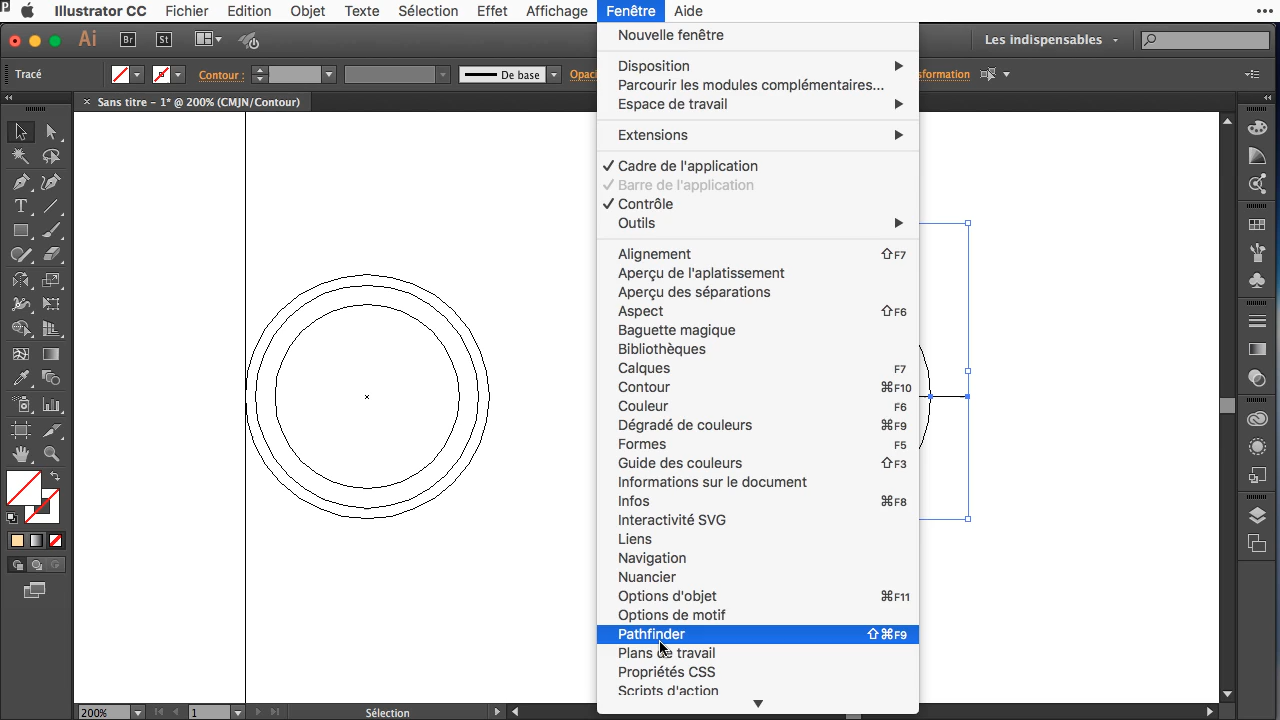 Illustrator CC Fichier Edition Objet Texte Sélection Effet Affichage Fenêtre Aide
Ai Br St Les indispensables
Tracé Contour : De base Opaci sformation
× Sans titre - 1* @ 200% (CMJN/Contour)
Nouvelle fenêtre
Disposition
Parcourir les modules complémentaires...
Espace de travail
Extensions
✓ Cadre de l'application
✓ Barre de l'application
✓ Contrôle
Outils
Alignement ⇧F7
Aperçu de l'aplatissement
Aperçu des séparations
Aspect ⇧F6
Baguette magique
Bibliothèques
Calques F7
Contour ⌘F10
Couleur F6
Dégradé de couleurs ⌘F9
Formes F5
Guide des couleurs ⇧F3
Informations sur le document
Infos ⌘F8
Interactivité SVG
Liens
Navigation
Nuancier
Options d'objet ⌘F11
Options de motif
Pathfinder ⇧⌘F9
Plans de travail
Propriétés CSS
Scripts d'action
200% 1 Sélection